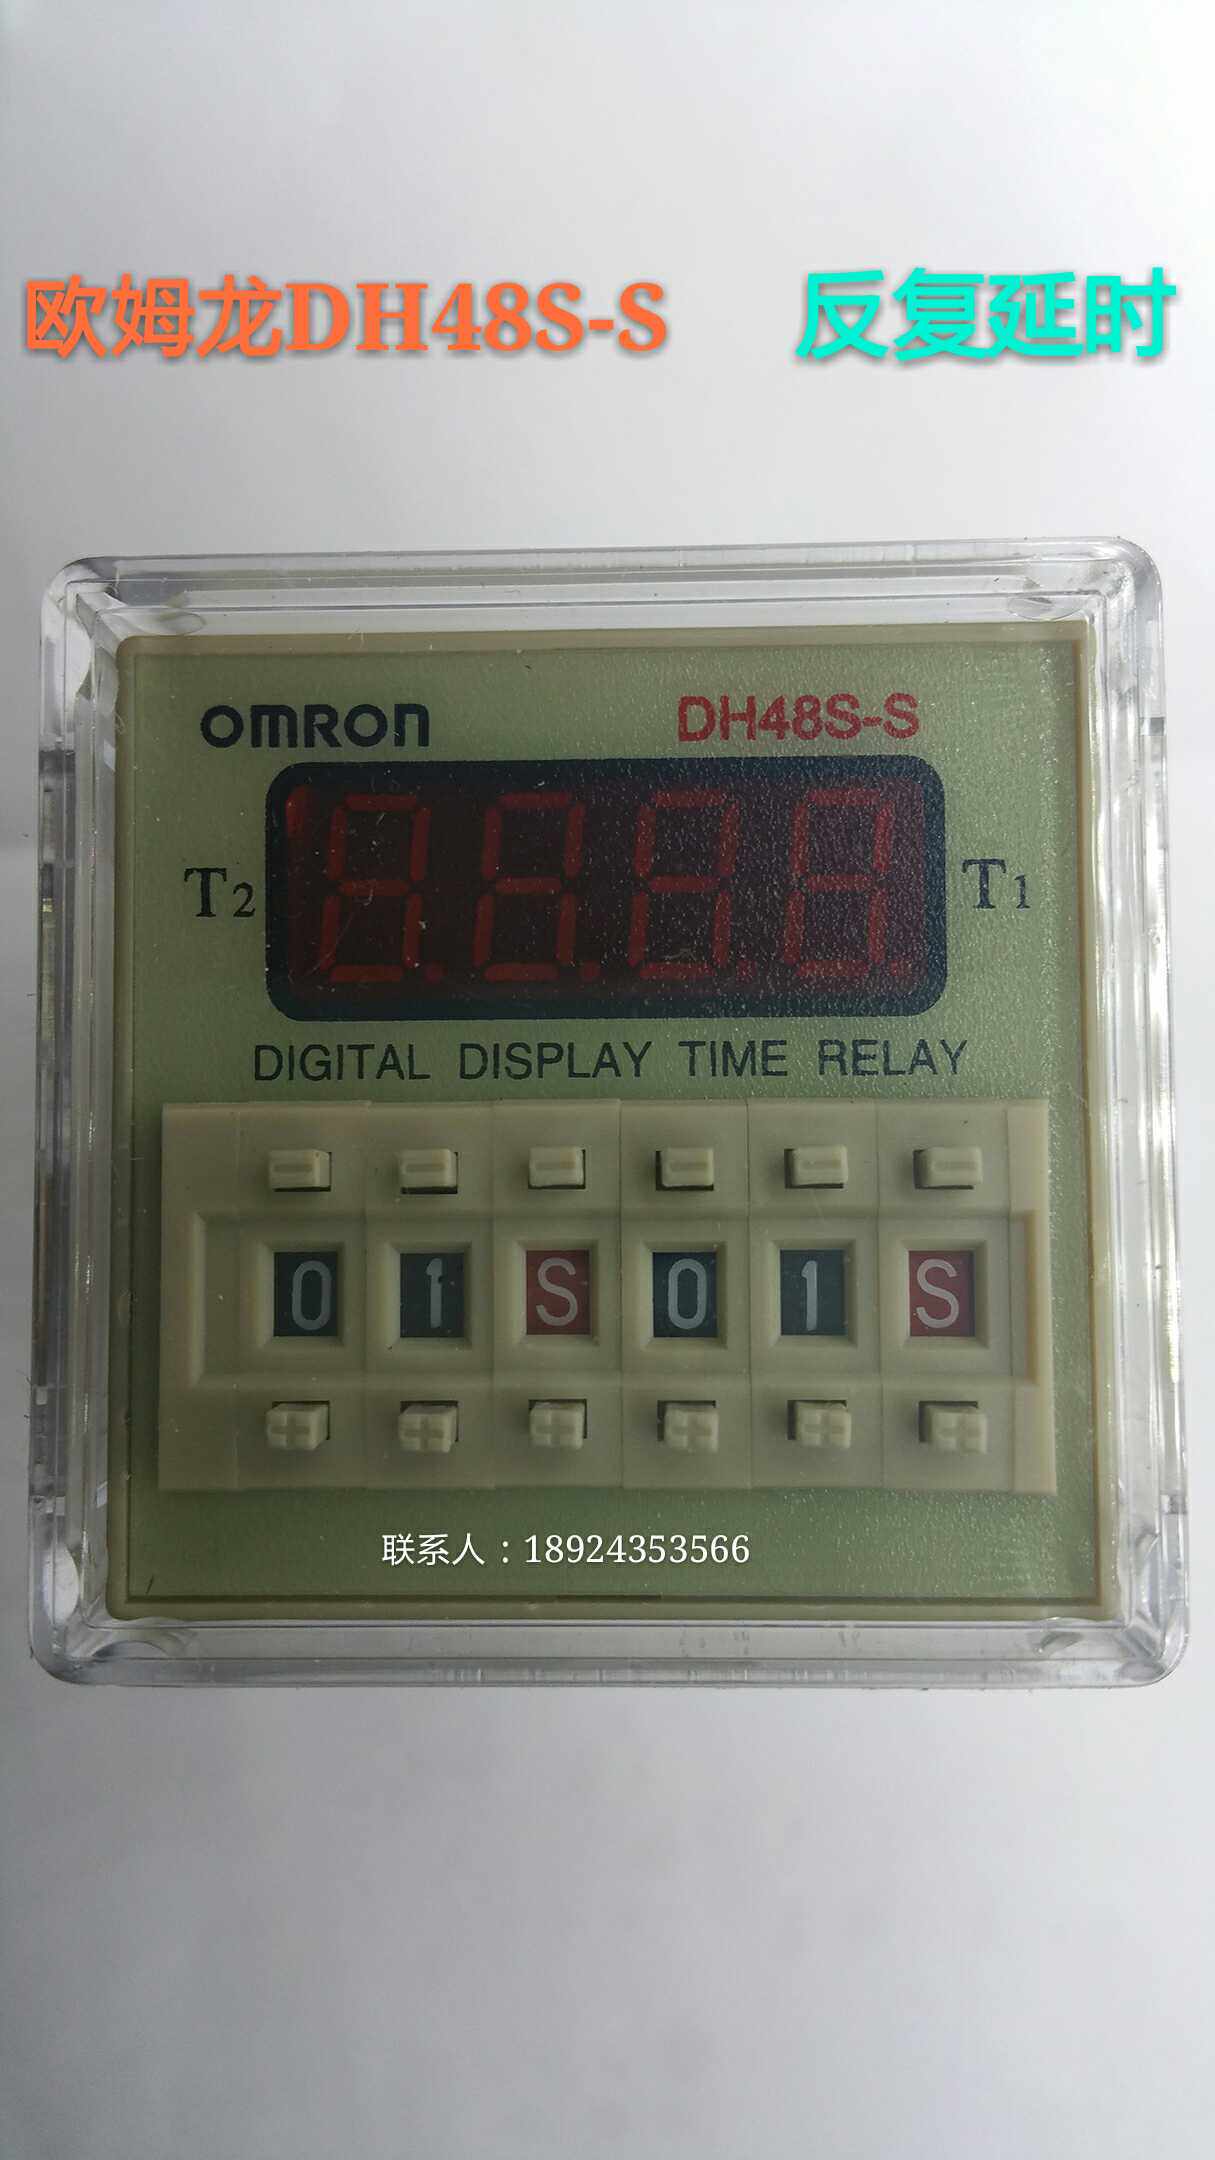 欧姆龙DH48S-S 反复延时
OMRON DH48S-S
T2 T1
DIGITAL DISPLAY TIME RELAY
0 1 S 0 1 S
联系人：18924353566